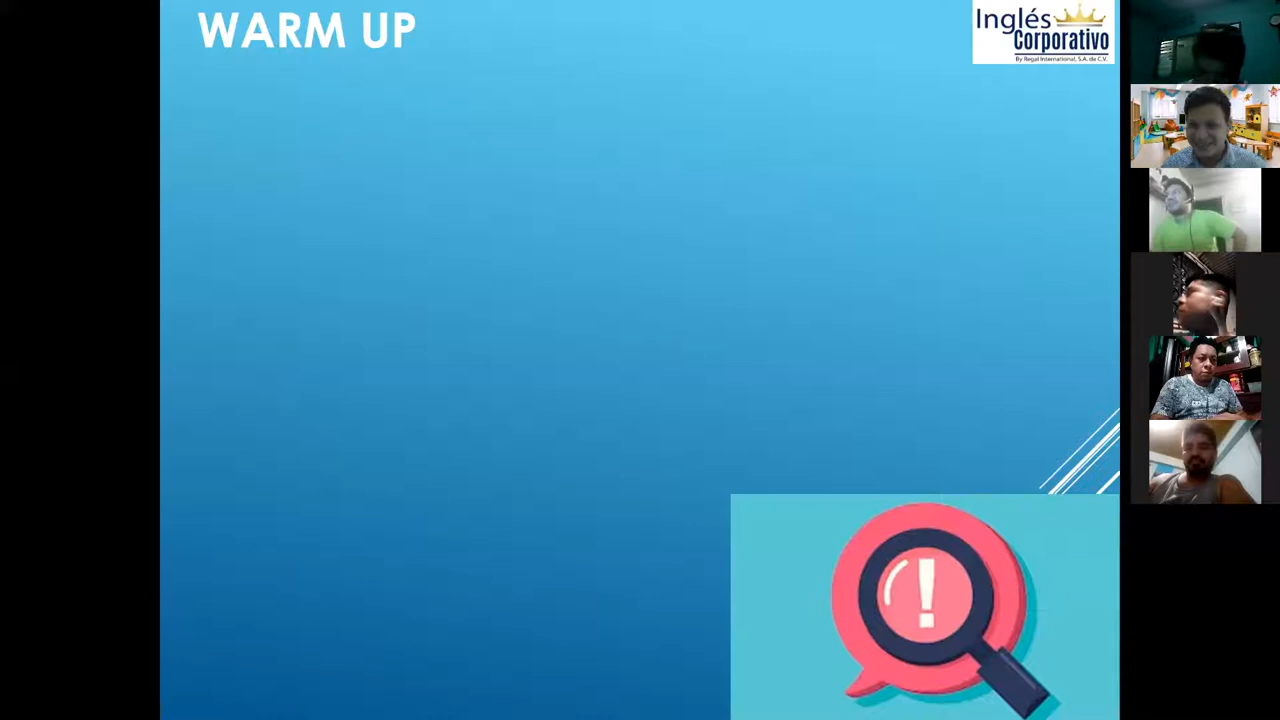 WARM UP
Inglés
Corporativo
By Regal International, S.A. de C.V.